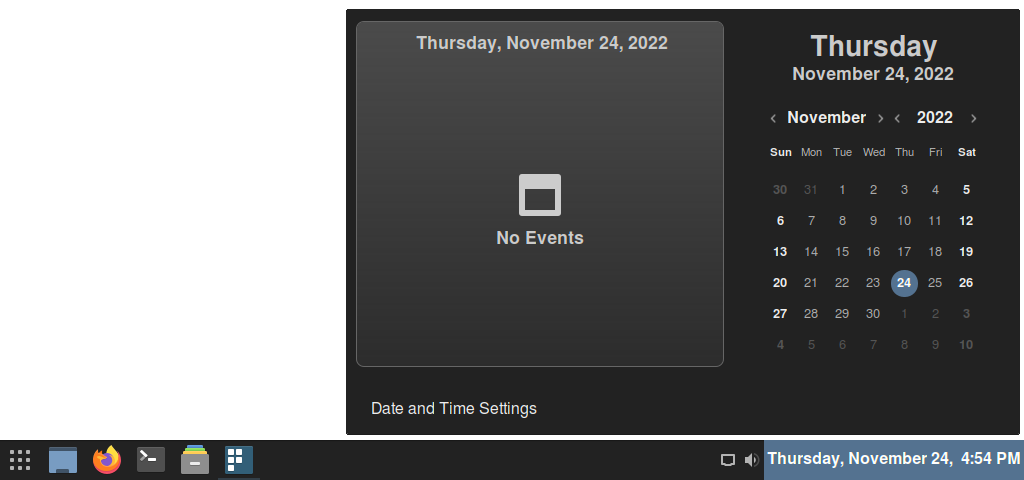 Thursday, November 24, 2022
No Events
Date and Time Settings
Thursday
November 24, 2022
‹ November › ‹ 2022 ›
Sun Mon Tue Wed Thu Fri Sat
30 31 1 2 3 4 5
6 7 8 9 10 11 12
13 14 15 16 17 18 19
20 21 22 23 24 25 26
27 28 29 30 1 2 3
4 5 6 7 8 9 10
Thursday, November 24, 4:54 PM